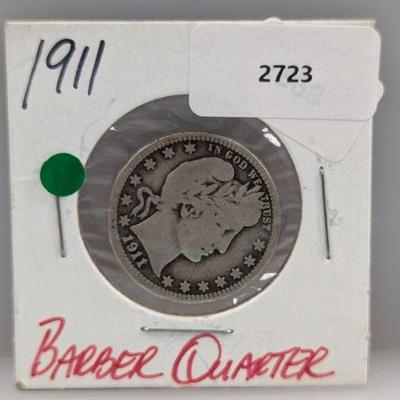 1911
2723
IN GOD WE TRUST
1911
BARBER QUARTER